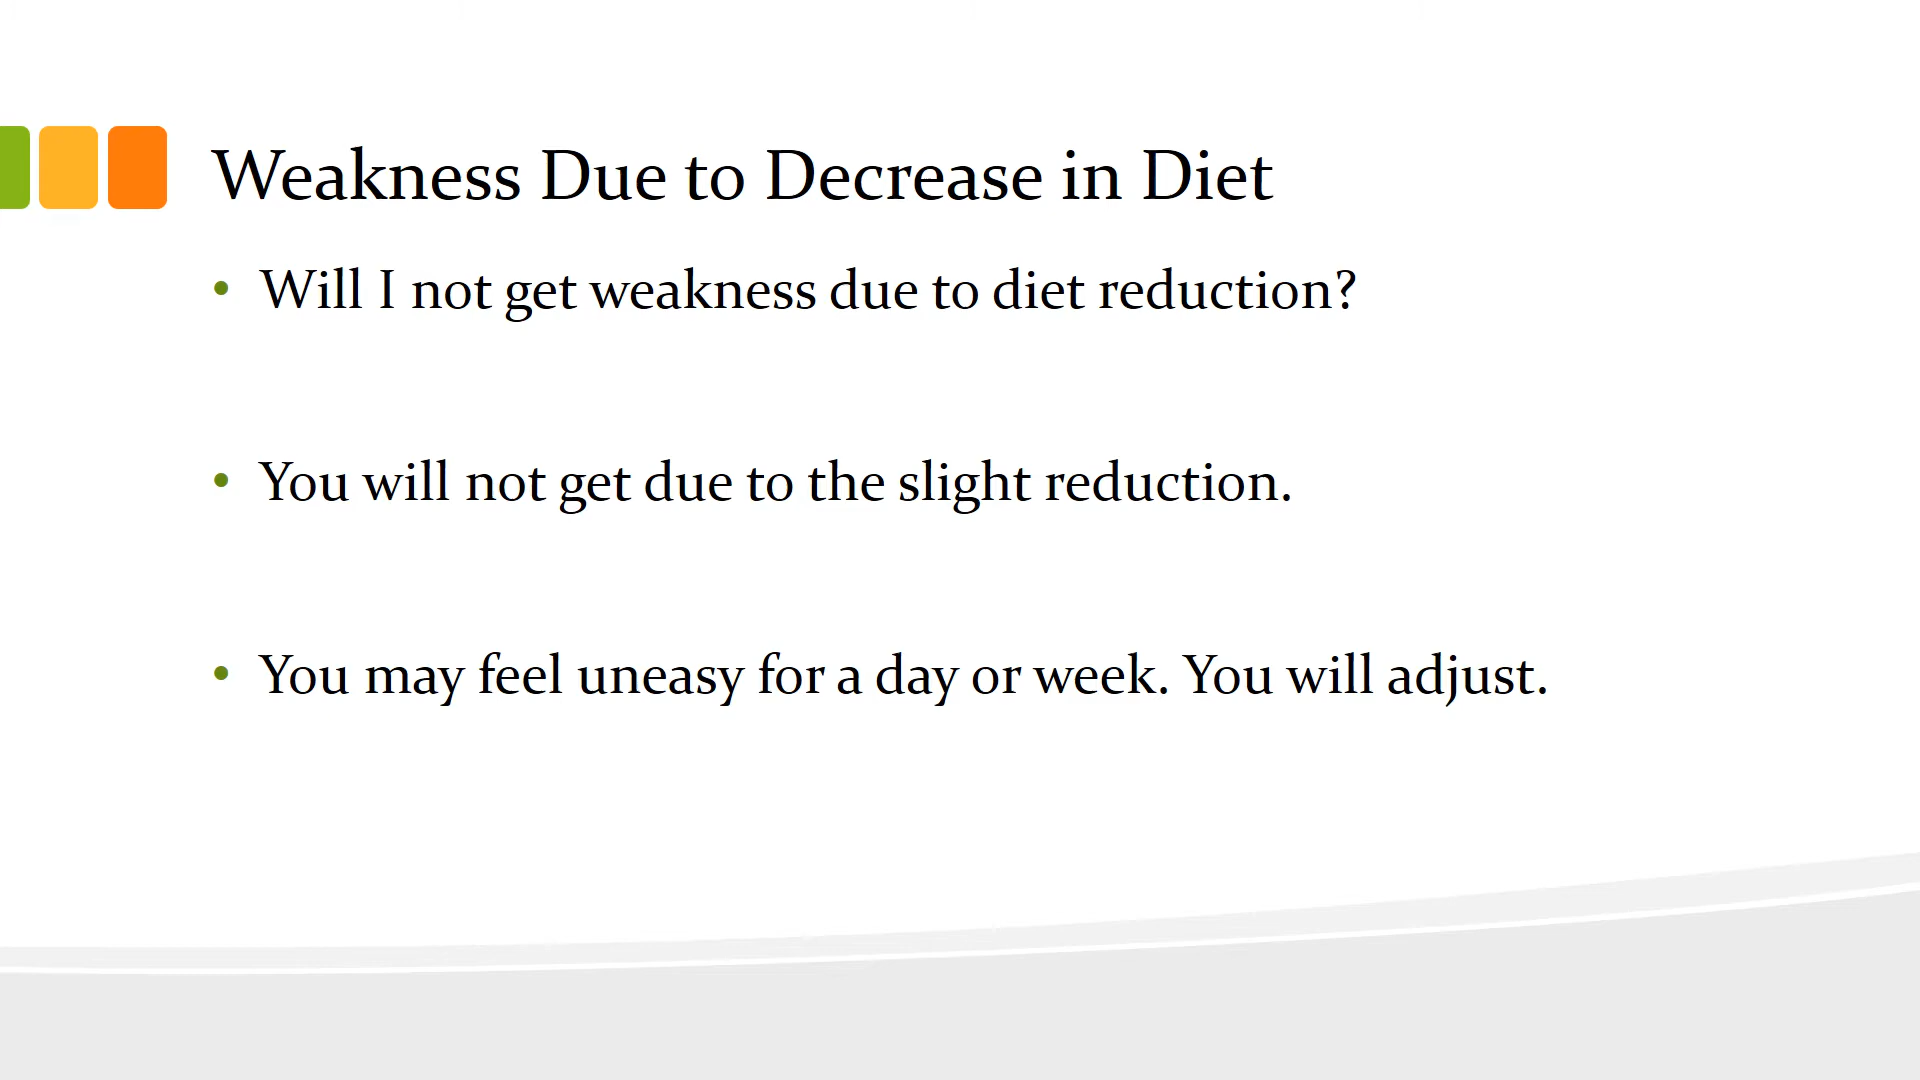 Weakness Due to Decrease in Diet
• Will I not get weakness due to diet reduction?
• You will not get due to the slight reduction.
• You may feel uneasy for a day or week. You will adjust.